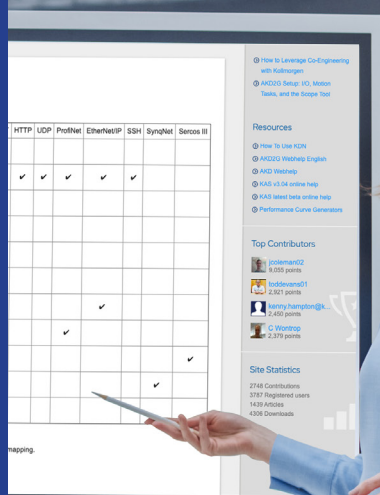 HTTP UDP ProfiNet EtherNet/IP SSH SynqNet Sercos III
mapping.
How to Leverage Co-Engineering
with Kollmorgen
AKD2G Setup: I/O, Motion
Tasks, and the Scope Tool
Resources
How To Use KDN
AKD2G Webhelp English
AKD Webhelp
KAS v3.04 online help
KAS latest beta online help
Performance Curve Generators
Top Contributors
jcoleman02
9,055 points
toddevans01
2,921 points
kenny.hampton@k...
2,450 points
C Wontrop
2,379 points
Site Statistics
2748 Contributions
3787 Registered users
1439 Articles
4308 Downloads